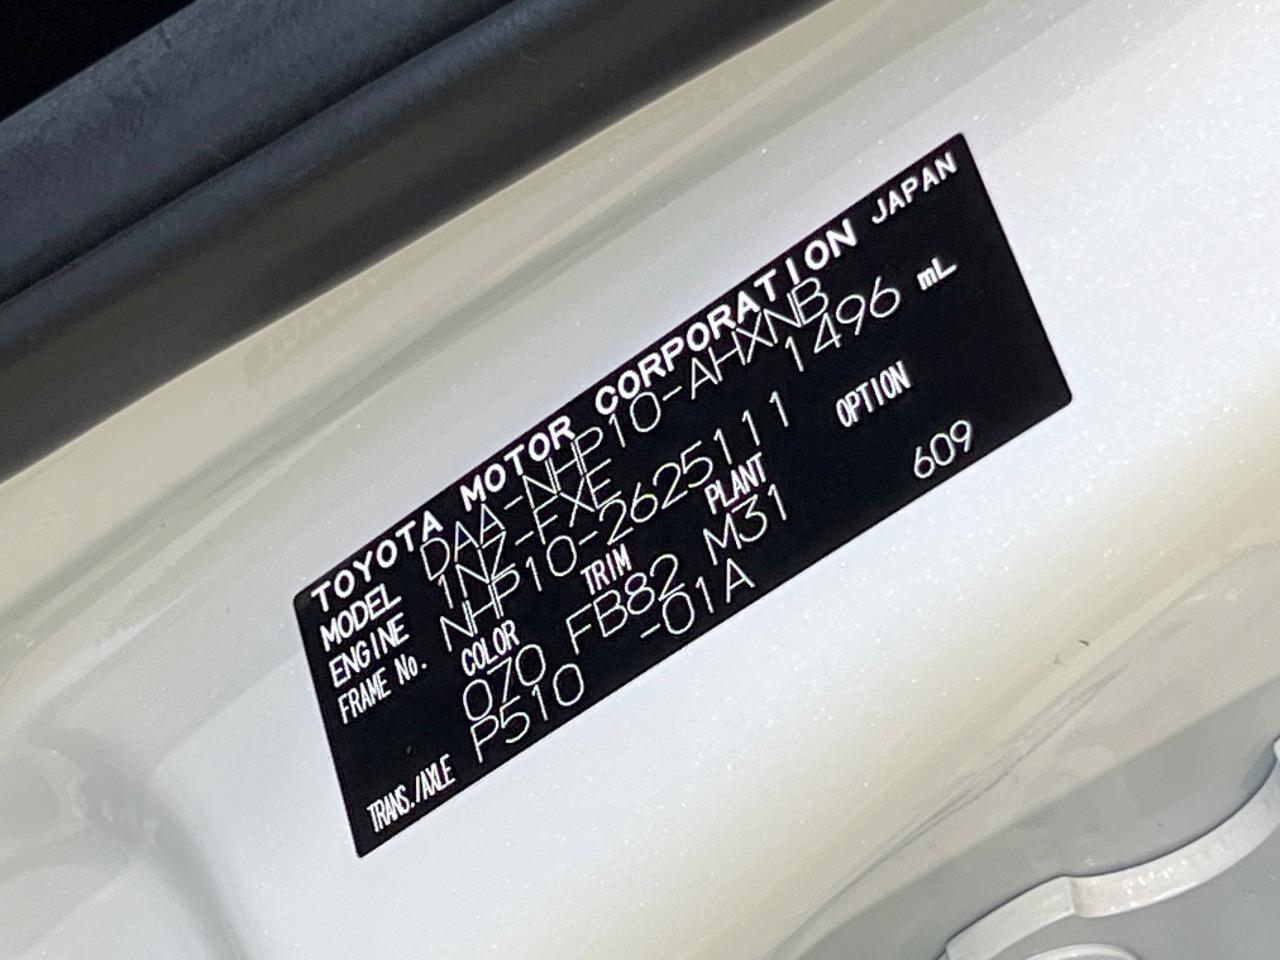 TOYOTA MOTOR CORPORATION JAPAN
MODEL DAA-NHP10-AHXNB
ENGINE 1NZ-FXE 1496 mL
FRAME No. NHP10-2625111
COLOR TRIM PLANT OPTION
070 FB82 M31 609
TRANS./AXLE P510 -01A